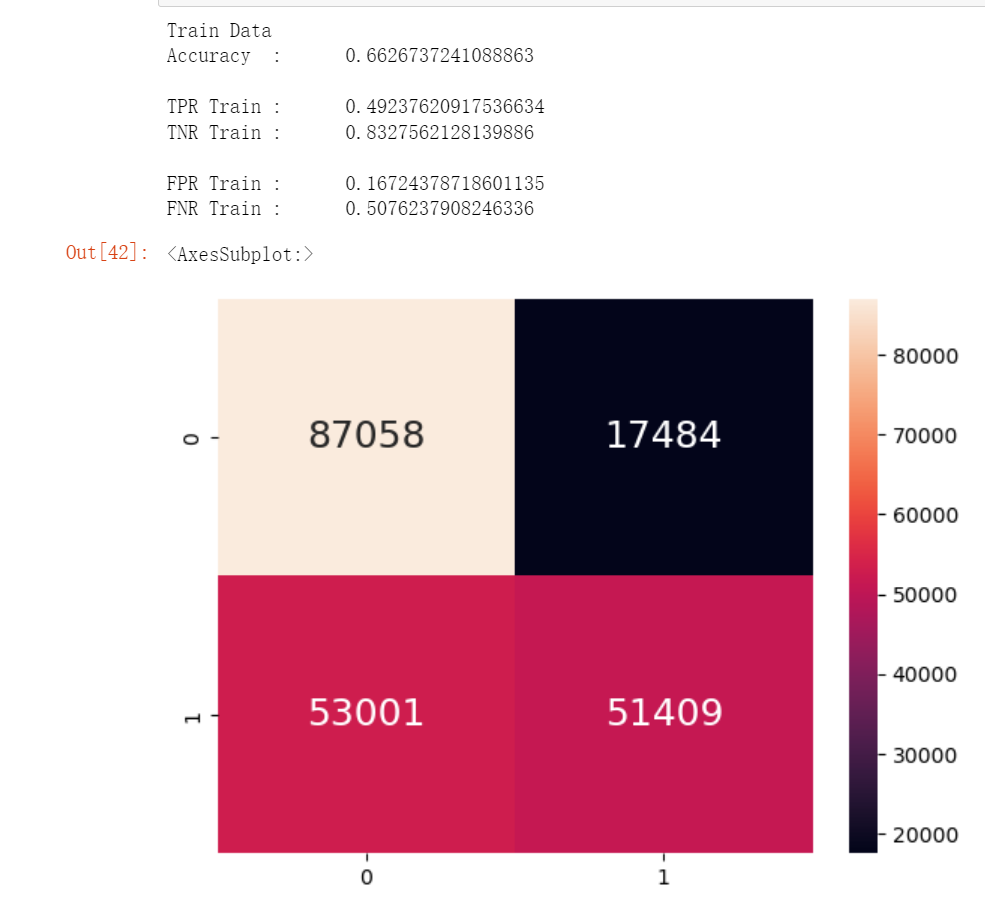 Train Data
Accuracy  :      0.6626737241088863
TPR Train :      0.49237620917536634
TNR Train :      0.8327562128139886
FPR Train :      0.16724378718601135
FNR Train :      0.5076237908246336
Out[42]: <AxesSubplot:>
87058 17484
53001 51409
0
1
0 1
80000
70000
60000
50000
40000
30000
20000